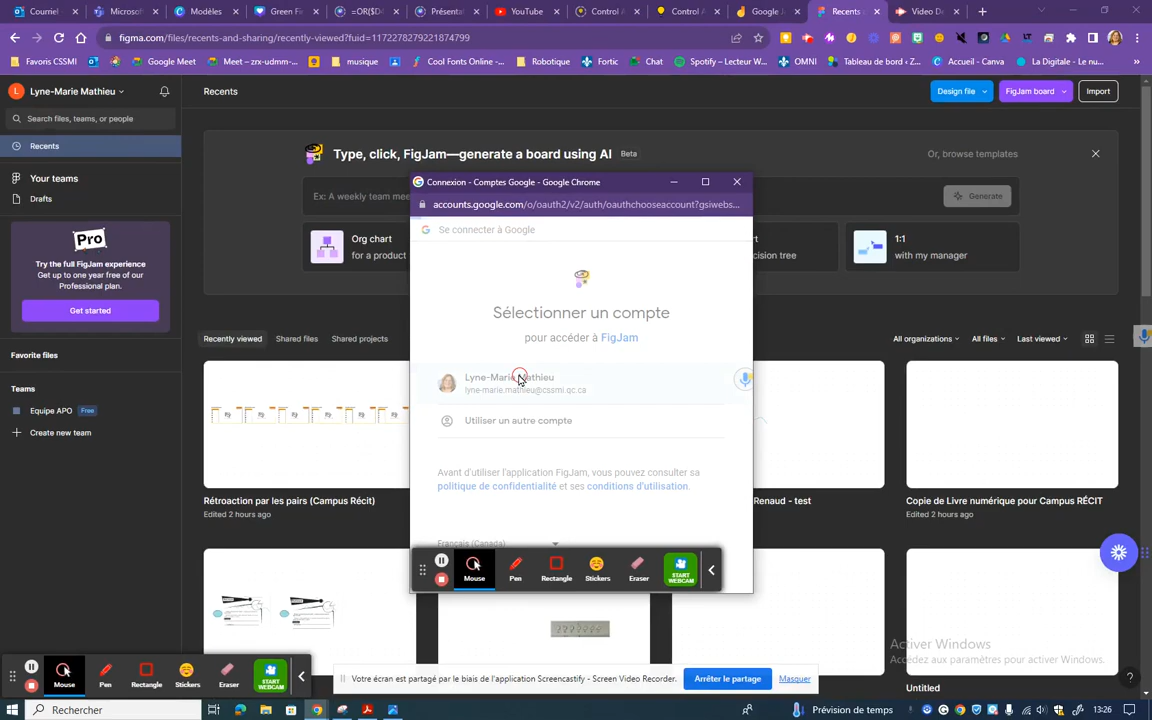 Courriel
Microsof
Modèles
Green Fi
=OR($D
Présentat
YouTube
Control A
Control A
Google J
Recents
Video De
figma.com/files/recents-and-sharing/recently-viewed?fuid=1172278279221874799
Favoris CSSMI
Google Meet
Meet – zrx-udmm-...
musique
Cool Fonts Online -...
Robotique
Fortic
Chat
Spotify – Lecteur W...
OMNI
Tableau de bord ‹ Z...
Accueil - Canva
La Digitale - Le nu...
Lyne-Marie Mathieu
Recents
Design file
FigJam board
Import
Search files, teams, or people
Recents
Type, click, FigJam—generate a board using AI
Beta
Or, browse templates
Your teams
Drafts
Ex: A weekly team mee
Generate
Org chart
for a product
cision tree
1:1
with my manager
Pro
Try the full FigJam experience
Get up to one year free of our
Professional plan.
Get started
Connexion - Comptes Google - Google Chrome
accounts.google.com/o/oauth2/v2/auth/oauthchooseaccount?gsiwebs...
Se connecter à Google
Sélectionner un compte
pour accéder à FigJam
Lyne-Marie Mathieu
lyne-marie.mathieu@cssmi.qc.ca
Utiliser un autre compte
Avant d'utiliser l'application FigJam, vous pouvez consulter sa
politique de confidentialité et ses conditions d'utilisation.
Français (Canada)
Recently viewed
Shared files
Shared projects
All organizations
All files
Last viewed
Favorite files
Teams
Equipe APO
Free
Create new team
Rétroaction par les pairs (Campus Récit)
Edited 2 hours ago
Renaud - test
Copie de Livre numérique pour Campus RÉCIT
Edited 2 hours ago
Mouse
Pen
Rectangle
Stickers
Eraser
START
WEBCAM
Activer Windows
Accédez aux paramètres pour activer Windows.
Untitled
Mouse
Pen
Rectangle
Stickers
Eraser
START
WEBCAM
Votre écran est partagé par le biais de l'application Screencastify - Screen Video Recorder.
Arrêter le partage
Masquer
Rechercher
Prévision de temps
13:26